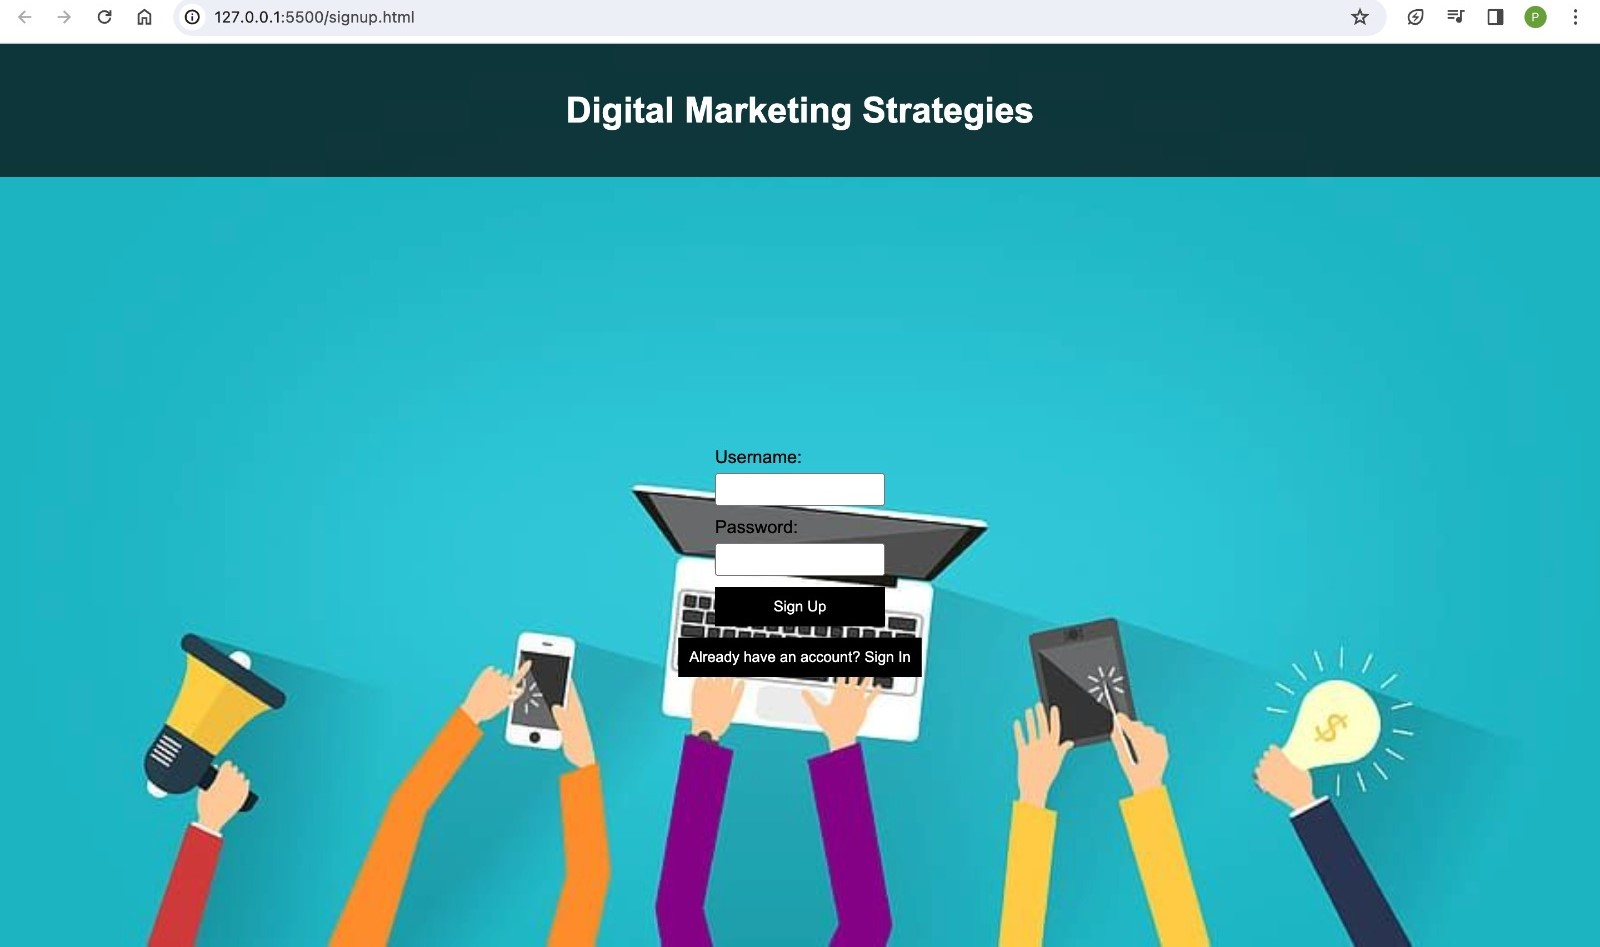 127.0.0.1:5500/signup.html
P
Digital Marketing Strategies
Username:
Password:
Sign Up
Already have an account? Sign In
$